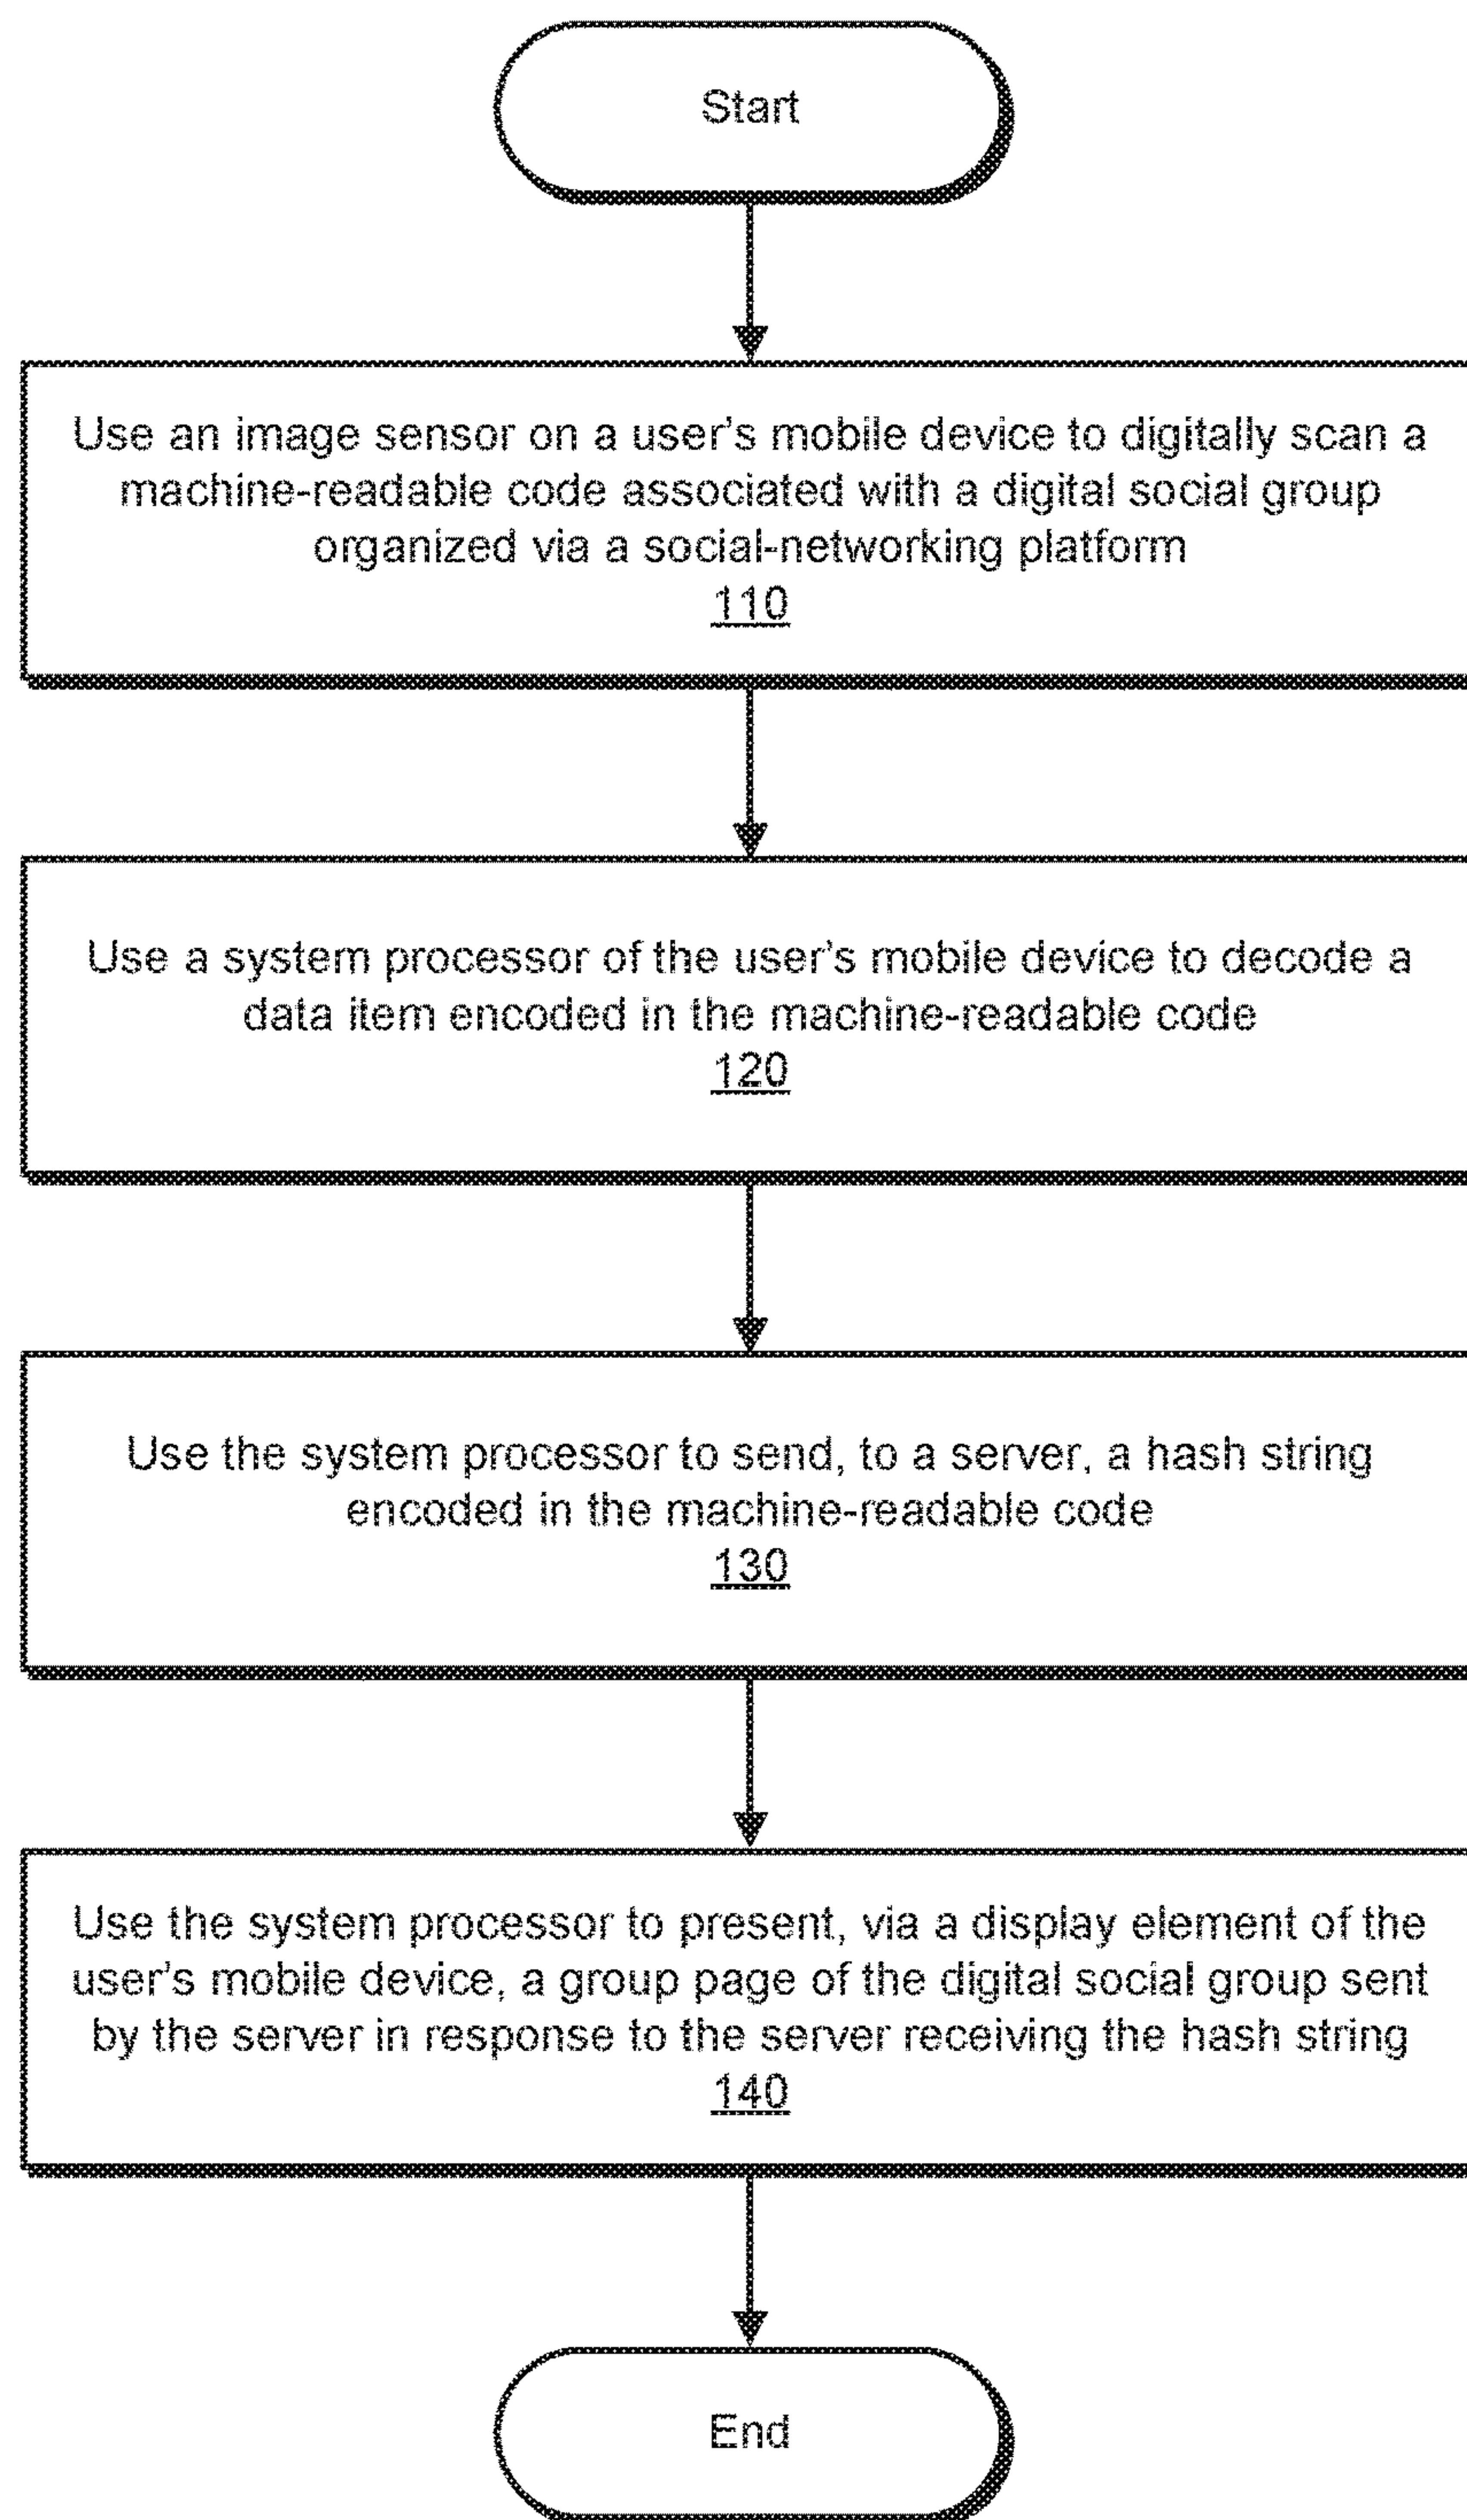 Start
Use an image sensor on a user's mobile device to digitally scan a
machine-readable code associated with a digital social group
organized via a social-networking platform
110
Use a system processor of the user's mobile device to decode a
data item encoded in the machine-readable code
120
Use the system processor to send, to a server, a hash string
encoded in the machine-readable code
130
Use the system processor to present, via a display element of the
user's mobile device, a group page of the digital social group sent
by the server in response to the server receiving the hash string
140
End